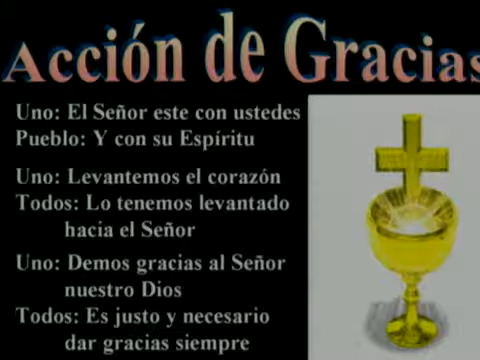 Acción de Gracias
Uno: El Señor este con ustedes
Pueblo: Y con su Espíritu
Uno: Levantemos el corazón
Todos: Lo tenemos levantado
hacia el Señor
Uno: Demos gracias al Señor
nuestro Dios
Todos: Es justo y necesario
dar gracias siempre